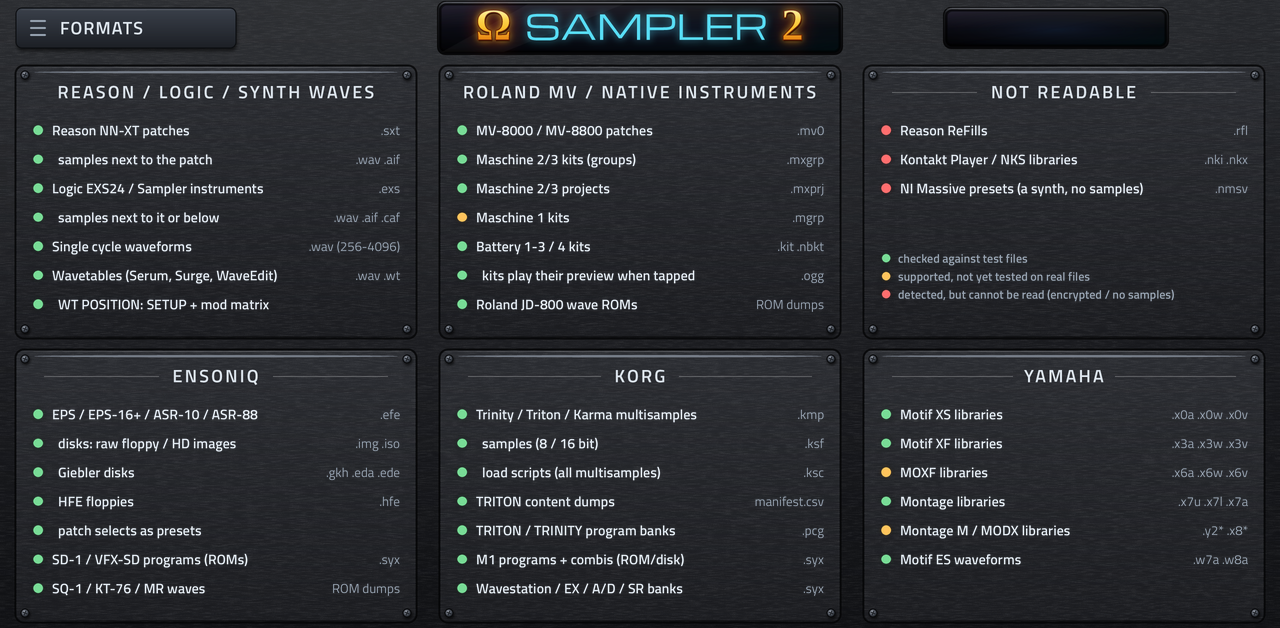 ☰ FORMATS
Ω SAMPLER 2
REASON / LOGIC / SYNTH WAVES
Reason NN-XT patches .sxt
samples next to the patch .wav .aif
Logic EXS24 / Sampler instruments .exs
samples next to it or below .wav .aif .caf
Single cycle waveforms .wav (256-4096)
Wavetables (Serum, Surge, WaveEdit) .wav .wt
WT POSITION: SETUP + mod matrix
ROLAND MV / NATIVE INSTRUMENTS
MV-8000 / MV-8800 patches .mv0
Maschine 2/3 kits (groups) .mxgrp
Maschine 2/3 projects .mxprj
Maschine 1 kits .mgrp
Battery 1-3 / 4 kits .kit .nbkt
kits play their preview when tapped .ogg
Roland JD-800 wave ROMs ROM dumps
NOT READABLE
Reason ReFills .rfl
Kontakt Player / NKS libraries .nki .nkx
NI Massive presets (a synth, no samples) .nmsv
checked against test files
supported, not yet tested on real files
detected, but cannot be read (encrypted / no samples)
ENSONIQ
EPS / EPS-16+ / ASR-10 / ASR-88 .efe
disks: raw floppy / HD images .img .iso
Giebler disks .gkh .eda .ede
HFE floppies .hfe
patch selects as presets
SD-1 / VFX-SD programs (ROMs) .syx
SQ-1 / KT-76 / MR waves ROM dumps
KORG
Trinity / Triton / Karma multisamples .kmp
samples (8 / 16 bit) .ksf
load scripts (all multisamples) .ksc
TRITON content dumps manifest.csv
TRITON / TRINITY program banks .pcg
M1 programs + combis (ROM/disk) .syx
Wavestation / EX / A/D / SR banks .syx
YAMAHA
Motif XS libraries .x0a .x0w .x0v
Motif XF libraries .x3a .x3w .x3v
MOXF libraries .x6a .x6w .x6v
Montage libraries .x7u .x7l .x7a
Montage M / MODX libraries .y2* .x8*
Motif ES waveforms .w7a .w8a